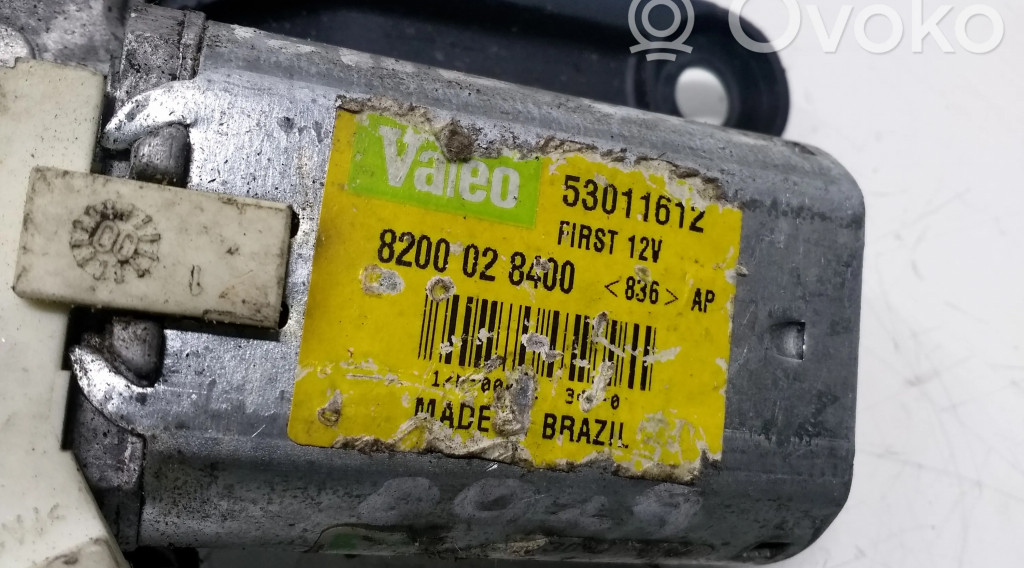 Ovoko
Valeo
53011612
FIRST 12V
8200 02 8400 <836> AP
MADE BRAZIL